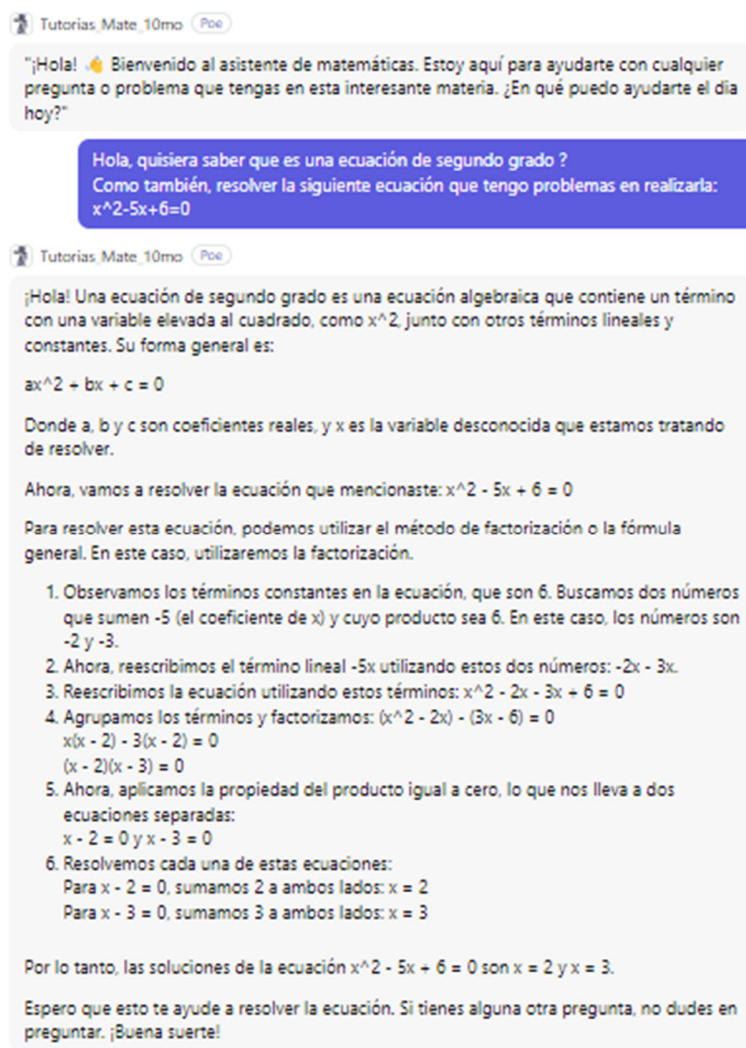 Tutorias_Mate_10mo Poe
"¡Hola! 👋 Bienvenido al asistente de matemáticas. Estoy aquí para ayudarte con cualquier
pregunta o problema que tengas en esta interesante materia. ¿En qué puedo ayudarte el dia
hoy?"
Hola, quisiera saber que es una ecuación de segundo grado ?
Como también, resolver la siguiente ecuación que tengo problemas en realizarla:
x^2-5x+6=0
Tutorias_Mate_10mo Poe
¡Hola! Una ecuación de segundo grado es una ecuación algebraica que contiene un término
con una variable elevada al cuadrado, como x^2, junto con otros términos lineales y
constantes. Su forma general es:
ax^2 + bx + c = 0
Donde a, b y c son coeficientes reales, y x es la variable desconocida que estamos tratando
de resolver.
Ahora, vamos a resolver la ecuación que mencionaste: x^2 - 5x + 6 = 0
Para resolver esta ecuación, podemos utilizar el método de factorización o la fórmula
general. En este caso, utilizaremos la factorización.
1. Observamos los términos constantes en la ecuación, que son 6. Buscamos dos números
que sumen -5 (el coeficiente de x) y cuyo producto sea 6. En este caso, los números son
-2 y -3.
2. Ahora, reescribimos el término lineal -5x utilizando estos dos números: -2x - 3x.
3. Reescribimos la ecuación utilizando estos términos: x^2 - 2x - 3x + 6 = 0
4. Agrupamos los términos y factorizamos: (x^2 - 2x) - (3x - 6) = 0
x(x - 2) - 3(x - 2) = 0
(x - 2)(x - 3) = 0
5. Ahora, aplicamos la propiedad del producto igual a cero, lo que nos lleva a dos
ecuaciones separadas:
x - 2 = 0 y x - 3 = 0
6. Resolvemos cada una de estas ecuaciones:
Para x - 2 = 0, sumamos 2 a ambos lados: x = 2
Para x - 3 = 0, sumamos 3 a ambos lados: x = 3
Por lo tanto, las soluciones de la ecuación x^2 - 5x + 6 = 0 son x = 2 y x = 3.
Espero que esto te ayude a resolver la ecuación. Si tienes alguna otra pregunta, no dudes en
preguntar. ¡Buena suerte!